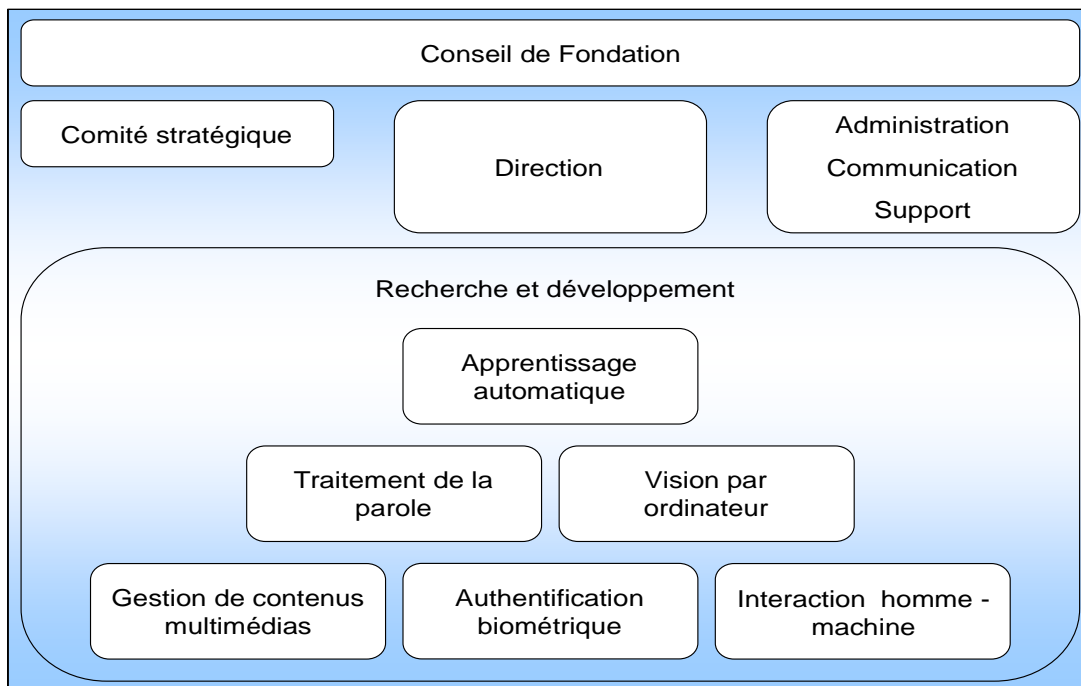 Conseil de Fondation
Comité stratégique
Direction
Administration
Communication
Support
Recherche et développement
Apprentissage
automatique
Traitement de la
parole
Vision par
ordinateur
Gestion de contenus
multimédias
Authentification
biométrique
Interaction homme -
machine